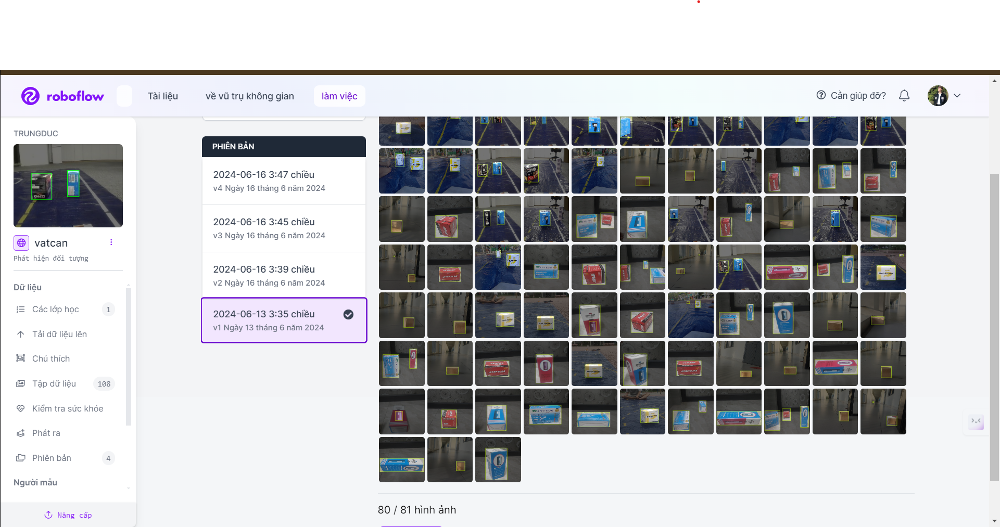 roboflow
Tài liệu
về vũ trụ không gian
làm việc
Cần giúp đỡ?
TRUNGDUC
vatcan
Phát hiện đối tượng
Dữ liệu
Các lớp học 1
Tải dữ liệu lên
Chú thích
Tập dữ liệu 108
Kiểm tra sức khỏe
Phát ra
Phiên bản 4
Người mẫu
Nâng cấp
PHIÊN BẢN
2024-06-16 3:47 chiều
v4 Ngày 16 tháng 6 năm 2024
2024-06-16 3:45 chiều
v3 Ngày 16 tháng 6 năm 2024
2024-06-16 3:39 chiều
v2 Ngày 16 tháng 6 năm 2024
2024-06-13 3:35 chiều
v1 Ngày 13 tháng 6 năm 2024
80 / 81 hình ảnh